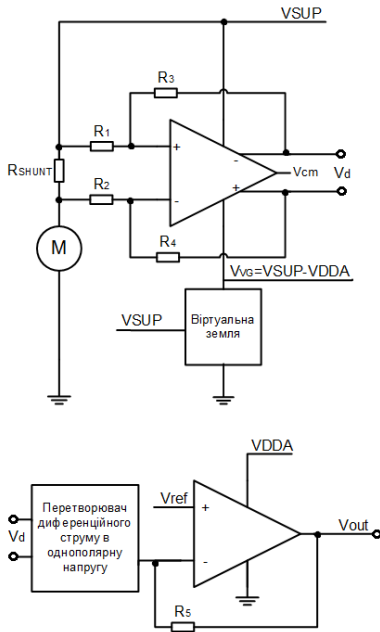 VSUP
R3
R1
+
-
RSHUNT
Vcm
Vd
R2
-
+
M
R4
VVG=VSUP-VDDA
VSUP
Віртуальна
земля
VDDA
Перетворювач
диференційного
струму в
однополярну
напругу
Vref
+
Vout
Vd
-
R5